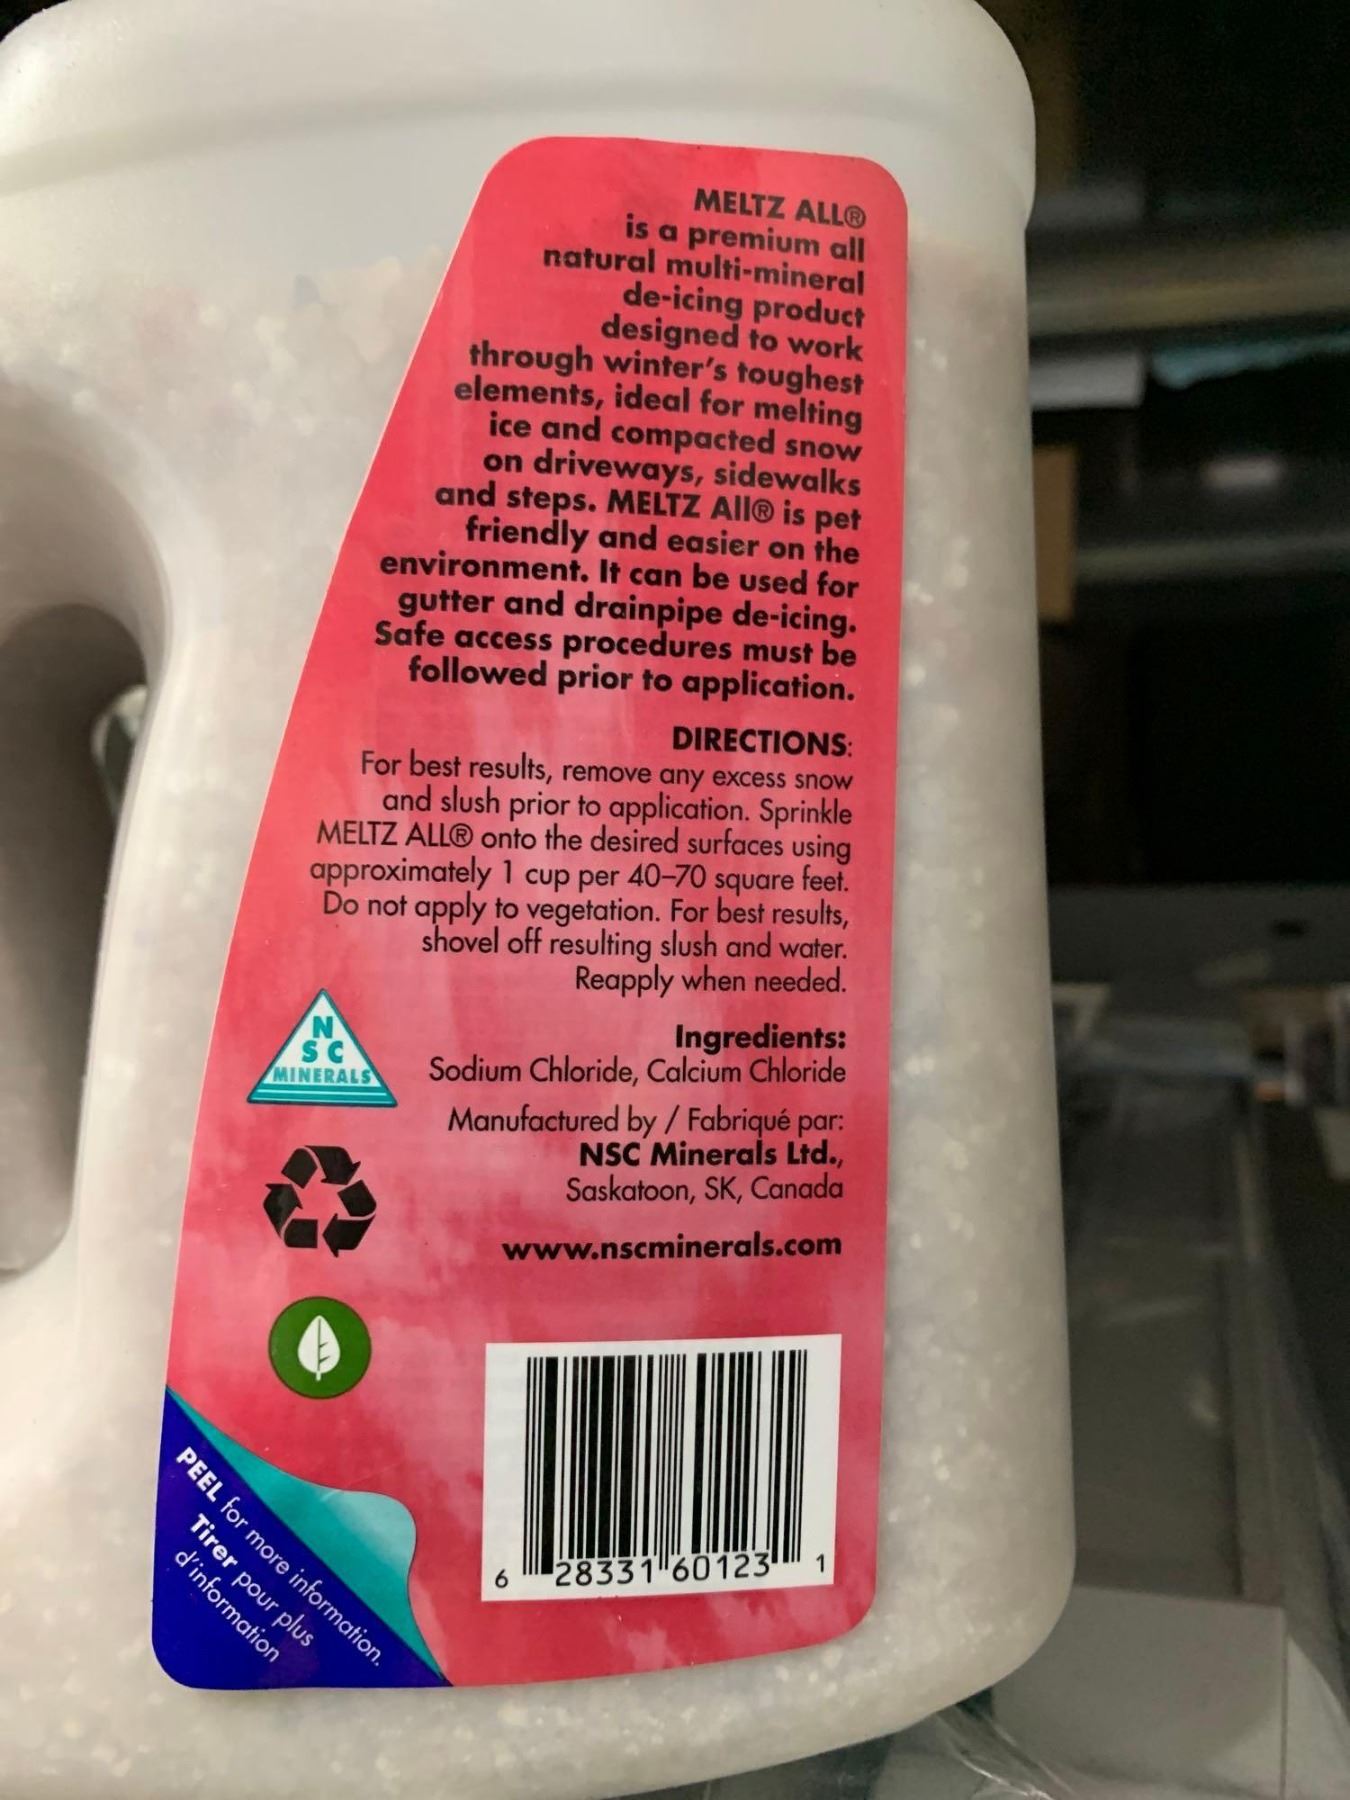 MELTZ ALL®
is a premium all
natural multi-mineral
de-icing product
designed to work
through winter's toughest
elements, ideal for melting
ice and compacted snow
on driveways, sidewalks
and steps. MELTZ All® is pet
friendly and easier on the
environment. It can be used for
gutter and drainpipe de-icing.
Safe access procedures must be
followed prior to application.
DIRECTIONS:
For best results, remove any excess snow
and slush prior to application. Sprinkle
MELTZ ALL® onto the desired surfaces using
approximately 1 cup per 40–70 square feet.
Do not apply to vegetation. For best results,
shovel off resulting slush and water.
Reapply when needed.
N
SC
MINERALS
Ingredients:
Sodium Chloride, Calcium Chloride
Manufactured by / Fabriqué par:
NSC Minerals Ltd.,
Saskatoon, SK, Canada
www.nscminerals.com
6 28331 60123 1
PEEL for more information.
Tirer pour plus
d'information